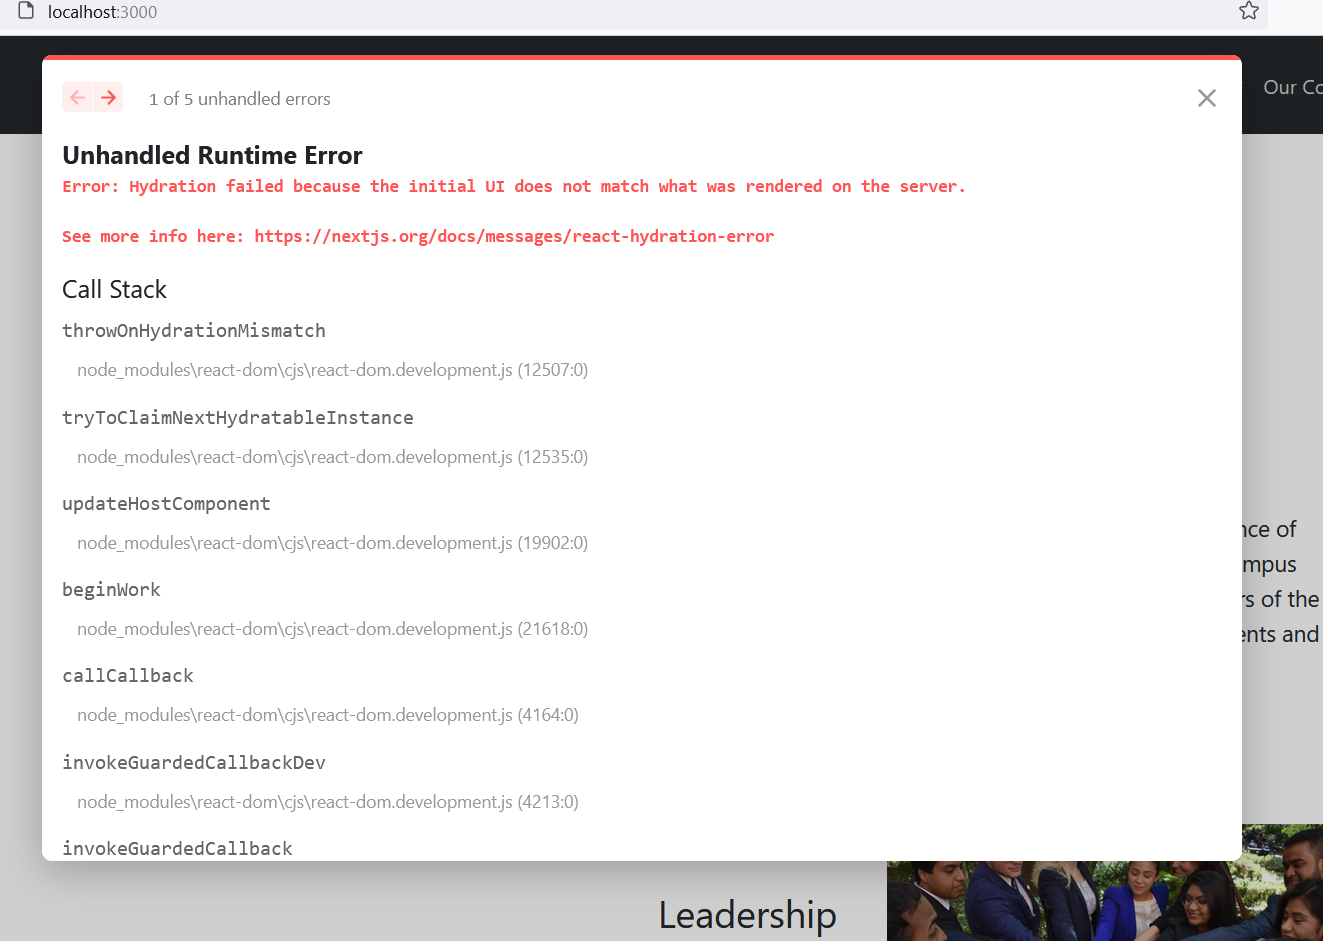 localhost:3000
Our Co
1 of 5 unhandled errors
Unhandled Runtime Error
Error: Hydration failed because the initial UI does not match what was rendered on the server.
See more info here: https://nextjs.org/docs/messages/react-hydration-error
Call Stack
throwOnHydrationMismatch
node_modules\react-dom\cjs\react-dom.development.js (12507:0)
tryToClaimNextHydratableInstance
node_modules\react-dom\cjs\react-dom.development.js (12535:0)
updateHostComponent
node_modules\react-dom\cjs\react-dom.development.js (19902:0)
nce of
mpus
beginWork
rs of the
node_modules\react-dom\cjs\react-dom.development.js (21618:0)
ents and
callCallback
node_modules\react-dom\cjs\react-dom.development.js (4164:0)
invokeGuardedCallbackDev
node_modules\react-dom\cjs\react-dom.development.js (4213:0)
invokeGuardedCallback
Leadership